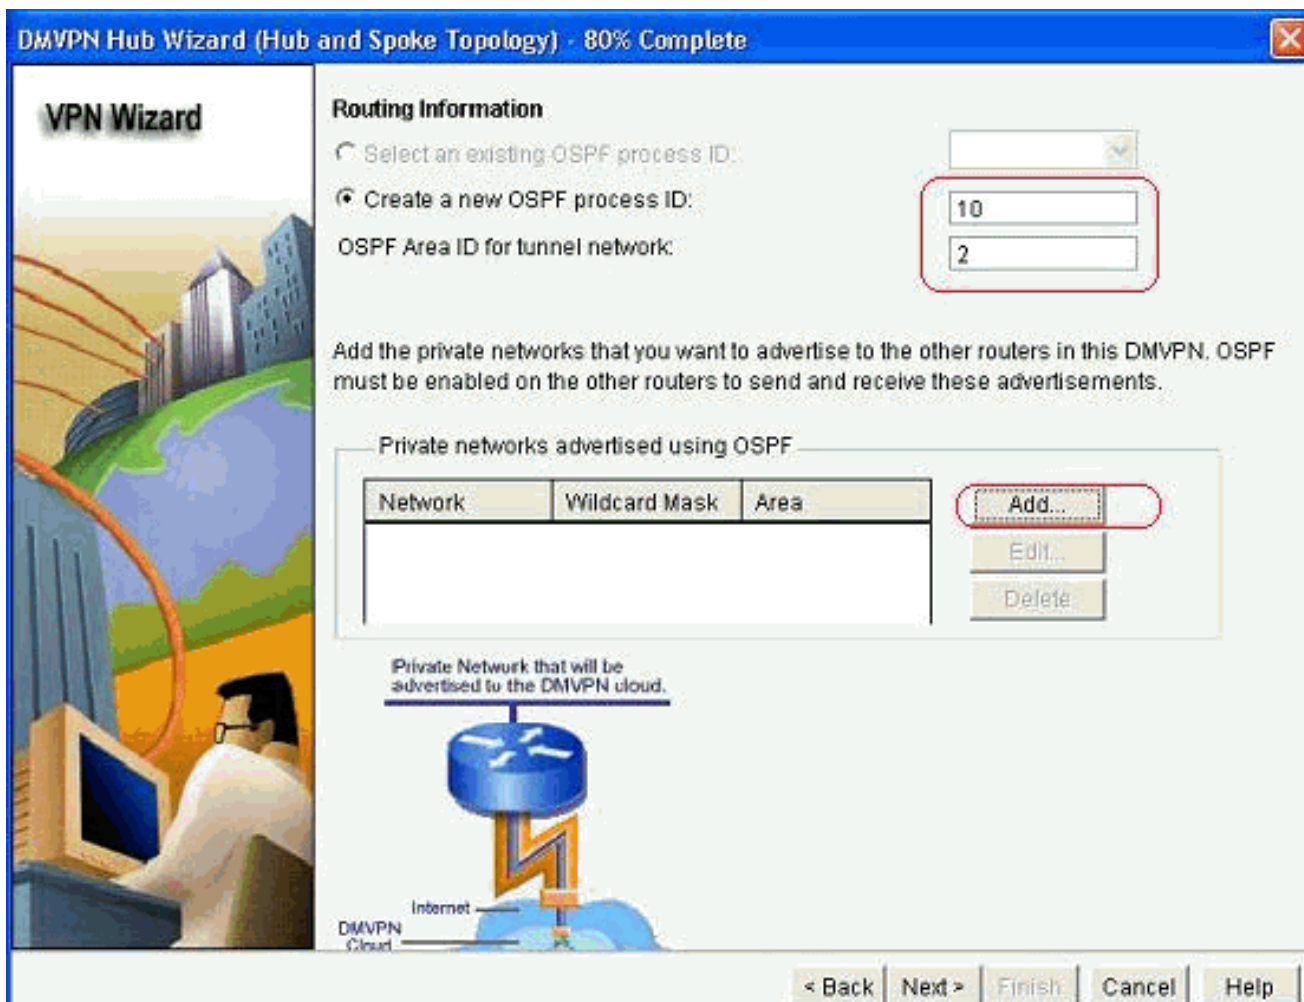 DMVPN Hub Wizard (Hub and Spoke Topology) - 80% Complete
VPN Wizard
Routing Information
Select an existing OSPF process ID:
Create a new OSPF process ID:
10
OSPF Area ID for tunnel network:
2
Add the private networks that you want to advertise to the other routers in this DMVPN. OSPF
must be enabled on the other routers to send and receive these advertisements.
Private networks advertised using OSPF
Network Wildcard Mask Area
Add...
Edit...
Delete
Private Network that will be
advertised to the DMVPN cloud.
Internet
DMVPN
Cloud
< Back Next > Finish Cancel Help